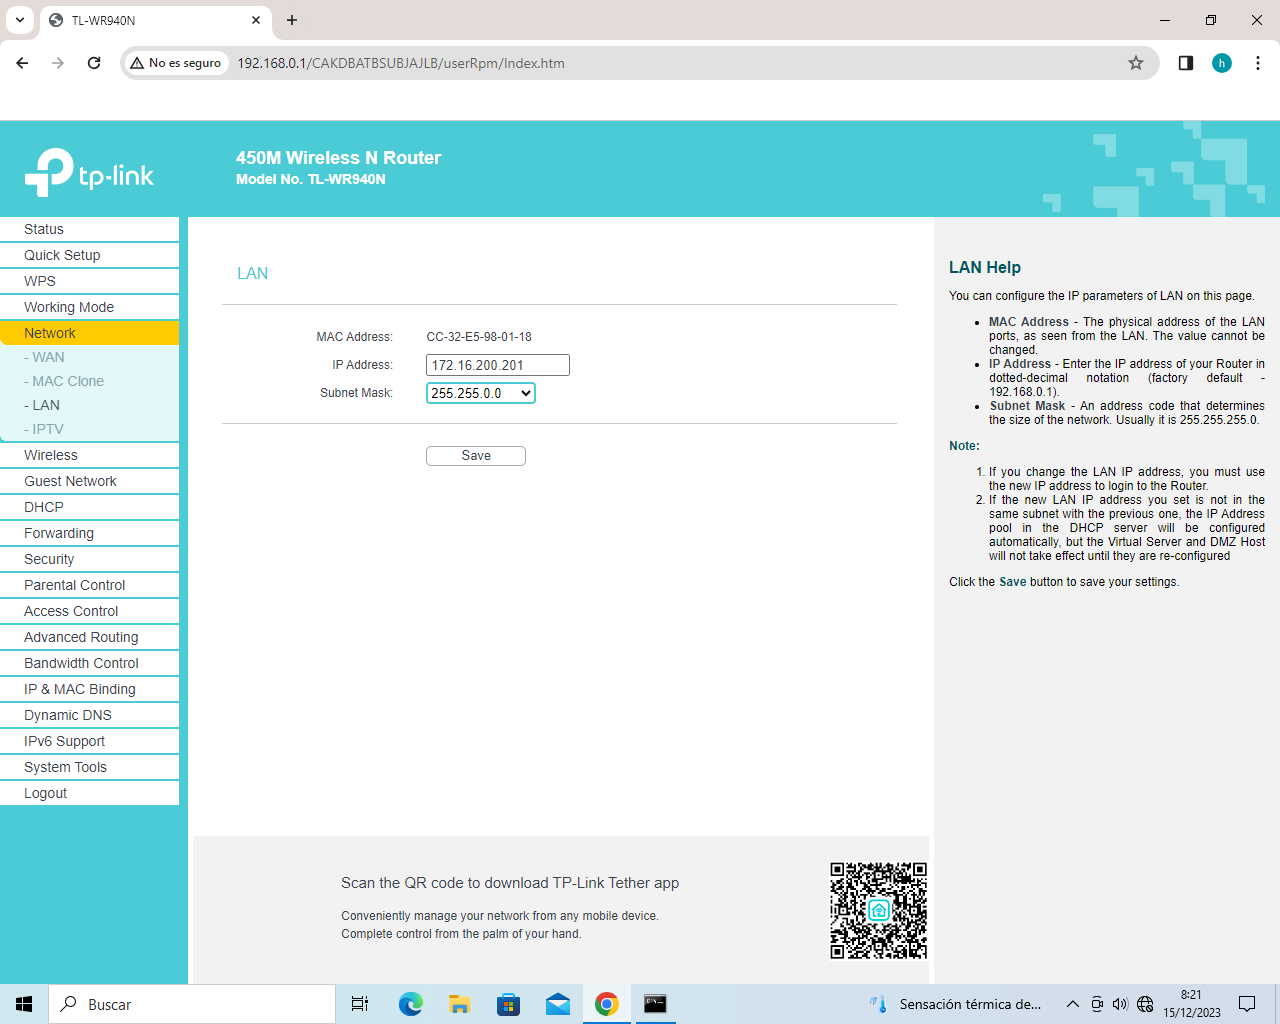 TL-WR940N
No es seguro
192.168.0.1/CAKDBATBSUBJAJLB/userRpm/Index.htm
h
tp-link
450M Wireless N Router
Model No. TL-WR940N
Status
Quick Setup
WPS
Working Mode
Network
- WAN
- MAC Clone
- LAN
- IPTV
Wireless
Guest Network
DHCP
Forwarding
Security
Parental Control
Access Control
Advanced Routing
Bandwidth Control
IP & MAC Binding
Dynamic DNS
IPv6 Support
System Tools
Logout
LAN
MAC Address: CC-32-E5-98-01-18
IP Address: 172.16.200.201
Subnet Mask: 255.255.0.0
Save
LAN Help
You can configure the IP parameters of LAN on this page.
• MAC Address - The physical address of the LAN
ports, as seen from the LAN. The value cannot be
changed.
• IP Address - Enter the IP address of your Router in
dotted-decimal notation (factory default -
192.168.0.1).
• Subnet Mask - An address code that determines
the size of the network. Usually it is 255.255.255.0.
Note:
1. If you change the LAN IP address, you must use
the new IP address to login to the Router.
2. If the new LAN IP address you set is not in the
same subnet with the previous one, the IP Address
pool in the DHCP server will be configured
automatically, but the Virtual Server and DMZ Host
will not take effect until they are re-configured
Click the Save button to save your settings.
Scan the QR code to download TP-Link Tether app
Conveniently manage your network from any mobile device.
Complete control from the palm of your hand.
Buscar
Sensación térmica de...
8:21
15/12/2023